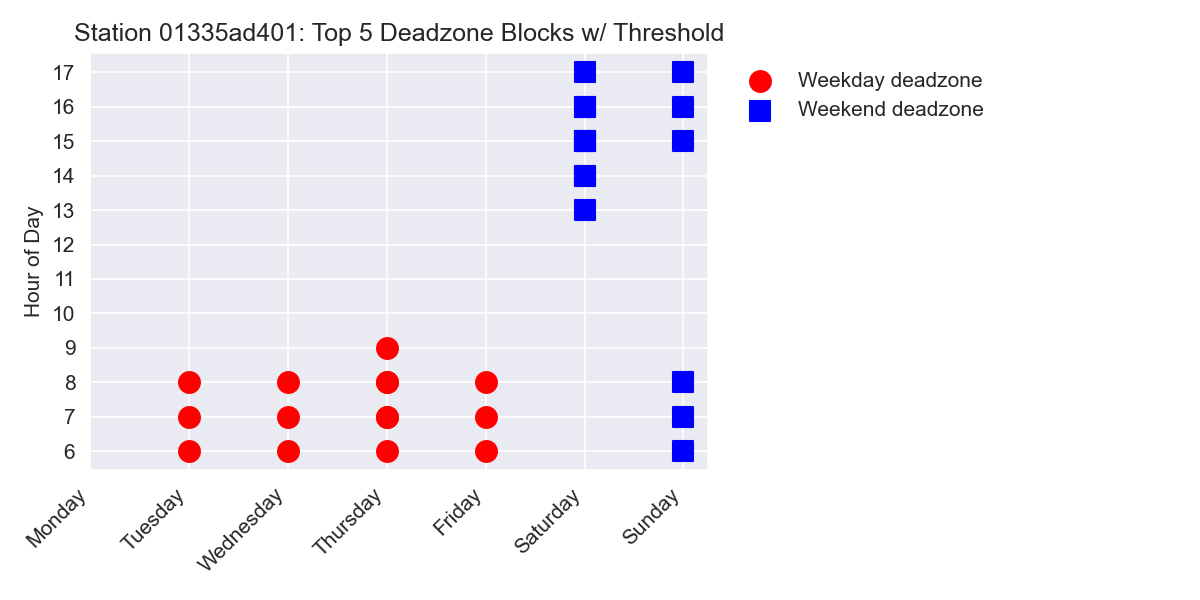 Station 01335ad401: Top 5 Deadzone Blocks w/ Threshold
Weekday deadzone
Weekend deadzone
Hour of Day
17
16
15
14
13
12
11
10
9
8
7
6
Monday
Tuesday
Wednesday
Thursday
Friday
Saturday
Sunday